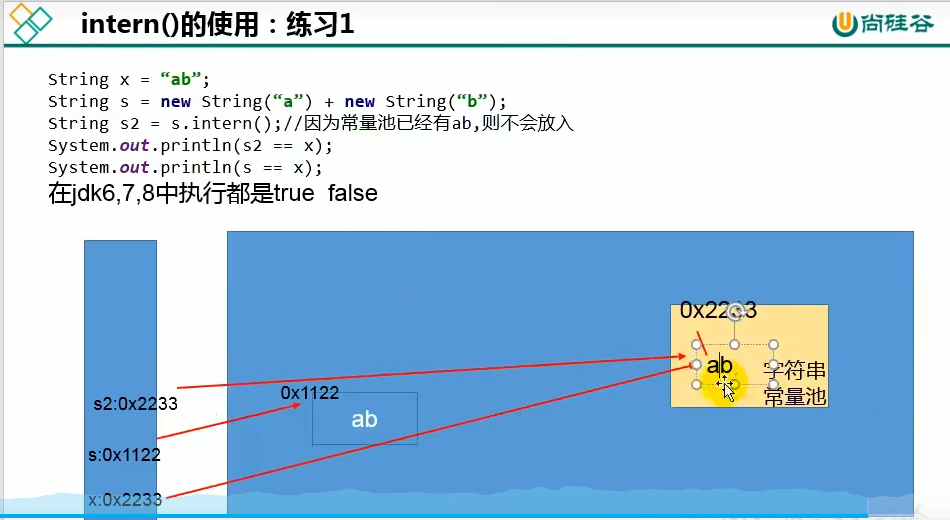 intern()的使用：练习1
尚硅谷
String x = “ab”;
String s = new String(“a”) + new String(“b”);
String s2 = s.intern();//因为常量池已经有ab,则不会放入
System.out.println(s2 == x);
System.out.println(s == x);
在jdk6,7,8中执行都是true false
0x2233
ab
字符串
常量池
0x1122
ab
s2:0x2233
s:0x1122
x:0x2233